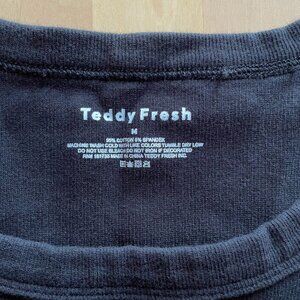 Teddy Fresh
M
95% COTTON 5% SPANDEX
MACHINE WASH COLD WITH LIKE COLORS TUMBLE DRY LOW
DO NOT USE BLEACH DO NOT IRON IF DECORATED
MADE IN CHINA TEDDY FRESH INC.